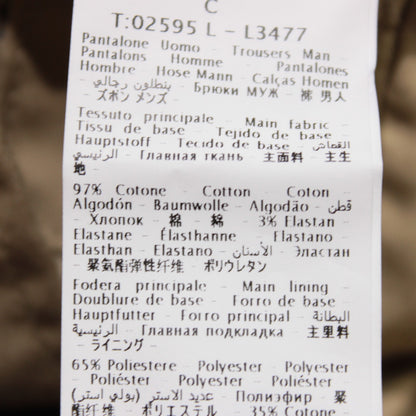 C
T:02595 L - L3477
Pantalone Uomo - Trousers Man -
Pantalons Homme - Pantalones
Hombre - Hose Mann - Calças Homen
- بنطلون رجالي - Брюки МУЖ - 裤 男人
ズボン メンズ -
Tessuto principale - Main fabric -
Tissu de base - Tejido de base -
Hauptstoff - Tecido de base - القماش
الرئيسي - Главная ткань - 主面料 - 主生
地 -
97% Cotone - Cotton - Coton -
Algodón - Baumwolle - Algodão - قطن
- Хлопок - 棉 - 綿 - 3% Elastan
Elastane - Élasthanne - Elastano -
Elasthan - Elastano - الأستان - Эластан
- 聚氨酯弹性纤维 - ポリウレタン
Fodera principale - Main lining -
Doublure de base - Forro de base -
Hauptfutter - Forro principal - البطانة
الرئيسية - Главная подкладка - 主里料
- ライニング -
65% Poliestere - Polyester - Polyester
- Poliéster - Polyester - Poliéster -
عديد الاستر (بولي استر) - Полиэфир - 聚
酯纤维 - ポリエステル - 35% Cotone -